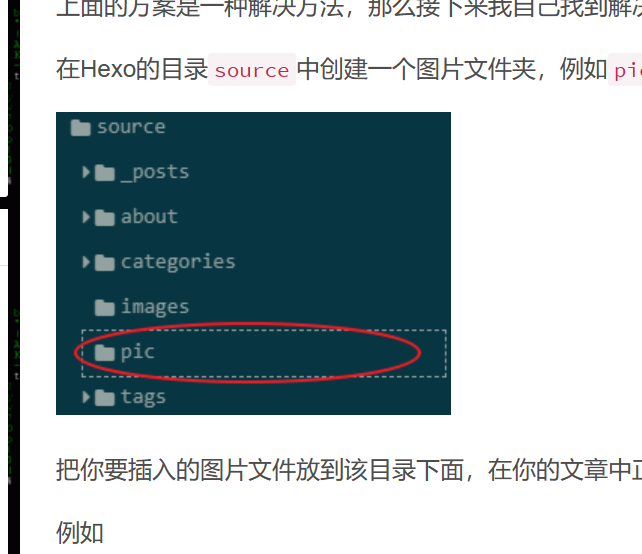 上面的方案是一种解决方法，那么接下来我自己找到解决
在Hexo的目录source中创建一个图片文件夹，例如pic
source
_posts
about
categories
images
pic
tags
把你要插入的图片文件放到该目录下面，在你的文章中正
例如